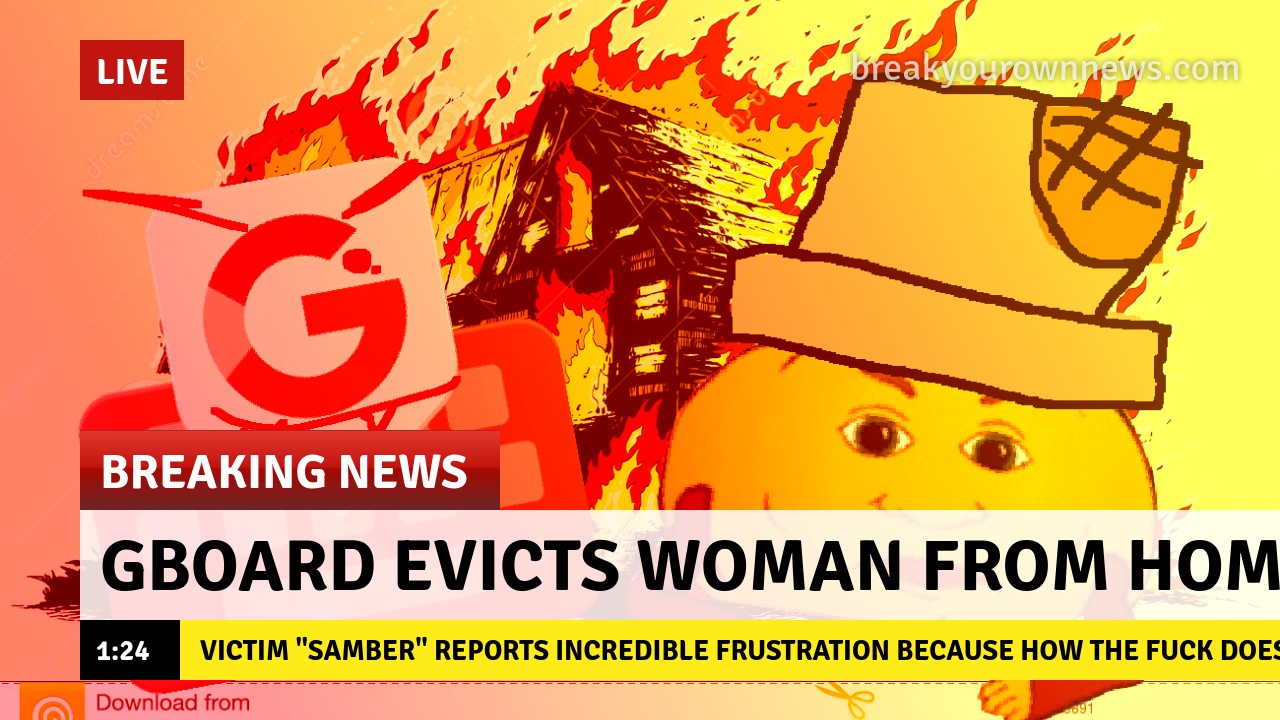 LIVE
breakyourownnews.com
dreamstime
G
BREAKING NEWS
GBOARD EVICTS WOMAN FROM HOM
1:24
VICTIM "SAMBER" REPORTS INCREDIBLE FRUSTRATION BECAUSE HOW THE FUCK DOES
Download from